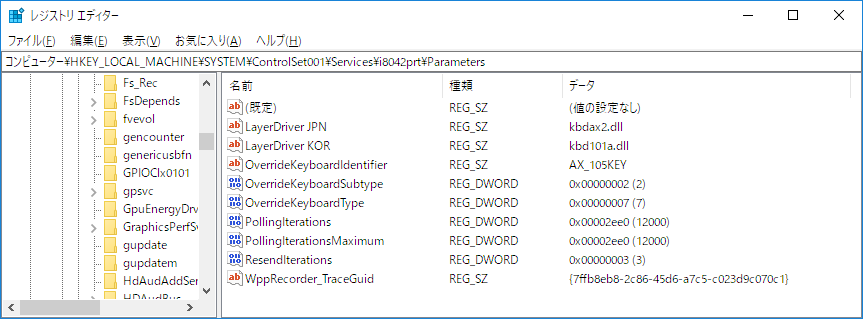 レジストリ エディター
ファイル(F) 編集(E) 表示(V) お気に入り(A) ヘルプ(H)
コンピューター¥HKEY_LOCAL_MACHINE¥SYSTEM¥ControlSet001¥Services¥i8042prt¥Parameters
Fs_Rec
FsDepends
fvevol
gencounter
genericusbfn
GPIOClx0101
gpsvc
GpuEnergyDrv
GraphicsPerfSv
gupdate
gupdatem
HdAudAddSer
HDAudBus
名前 種類 データ
(既定) REG_SZ (値の設定なし)
LayerDriver JPN REG_SZ kbdax2.dll
LayerDriver KOR REG_SZ kbd101a.dll
OverrideKeyboardIdentifier REG_SZ AX_105KEY
OverrideKeyboardSubtype REG_DWORD 0x00000002 (2)
OverrideKeyboardType REG_DWORD 0x00000007 (7)
PollingIterations REG_DWORD 0x00002ee0 (12000)
PollingIterationsMaximum REG_DWORD 0x00002ee0 (12000)
ResendIterations REG_DWORD 0x00000003 (3)
WppRecorder_TraceGuid REG_SZ {7ffb8eb8-2c86-45d6-a7c5-c023d9c070c1}